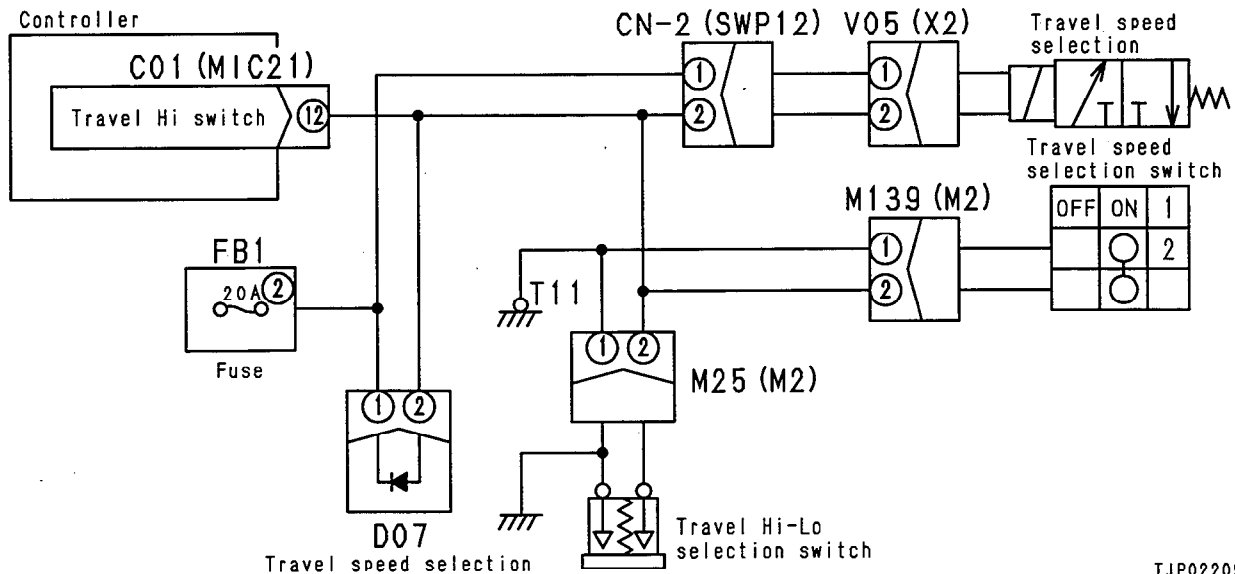 Controller
CN-2 (SWP12)
V05 (X2)
Travel speed
selection
C01 (MIC21)
Travel Hi switch
12
1
2
1
2
T T
Travel speed
selection switch
M139 (M2)
OFF ON 1
2
FB1
20A
2
Fuse
T11
1
2
1 2
M25 (M2)
1 2
D07
Travel speed selection
Travel Hi-Lo
selection switch